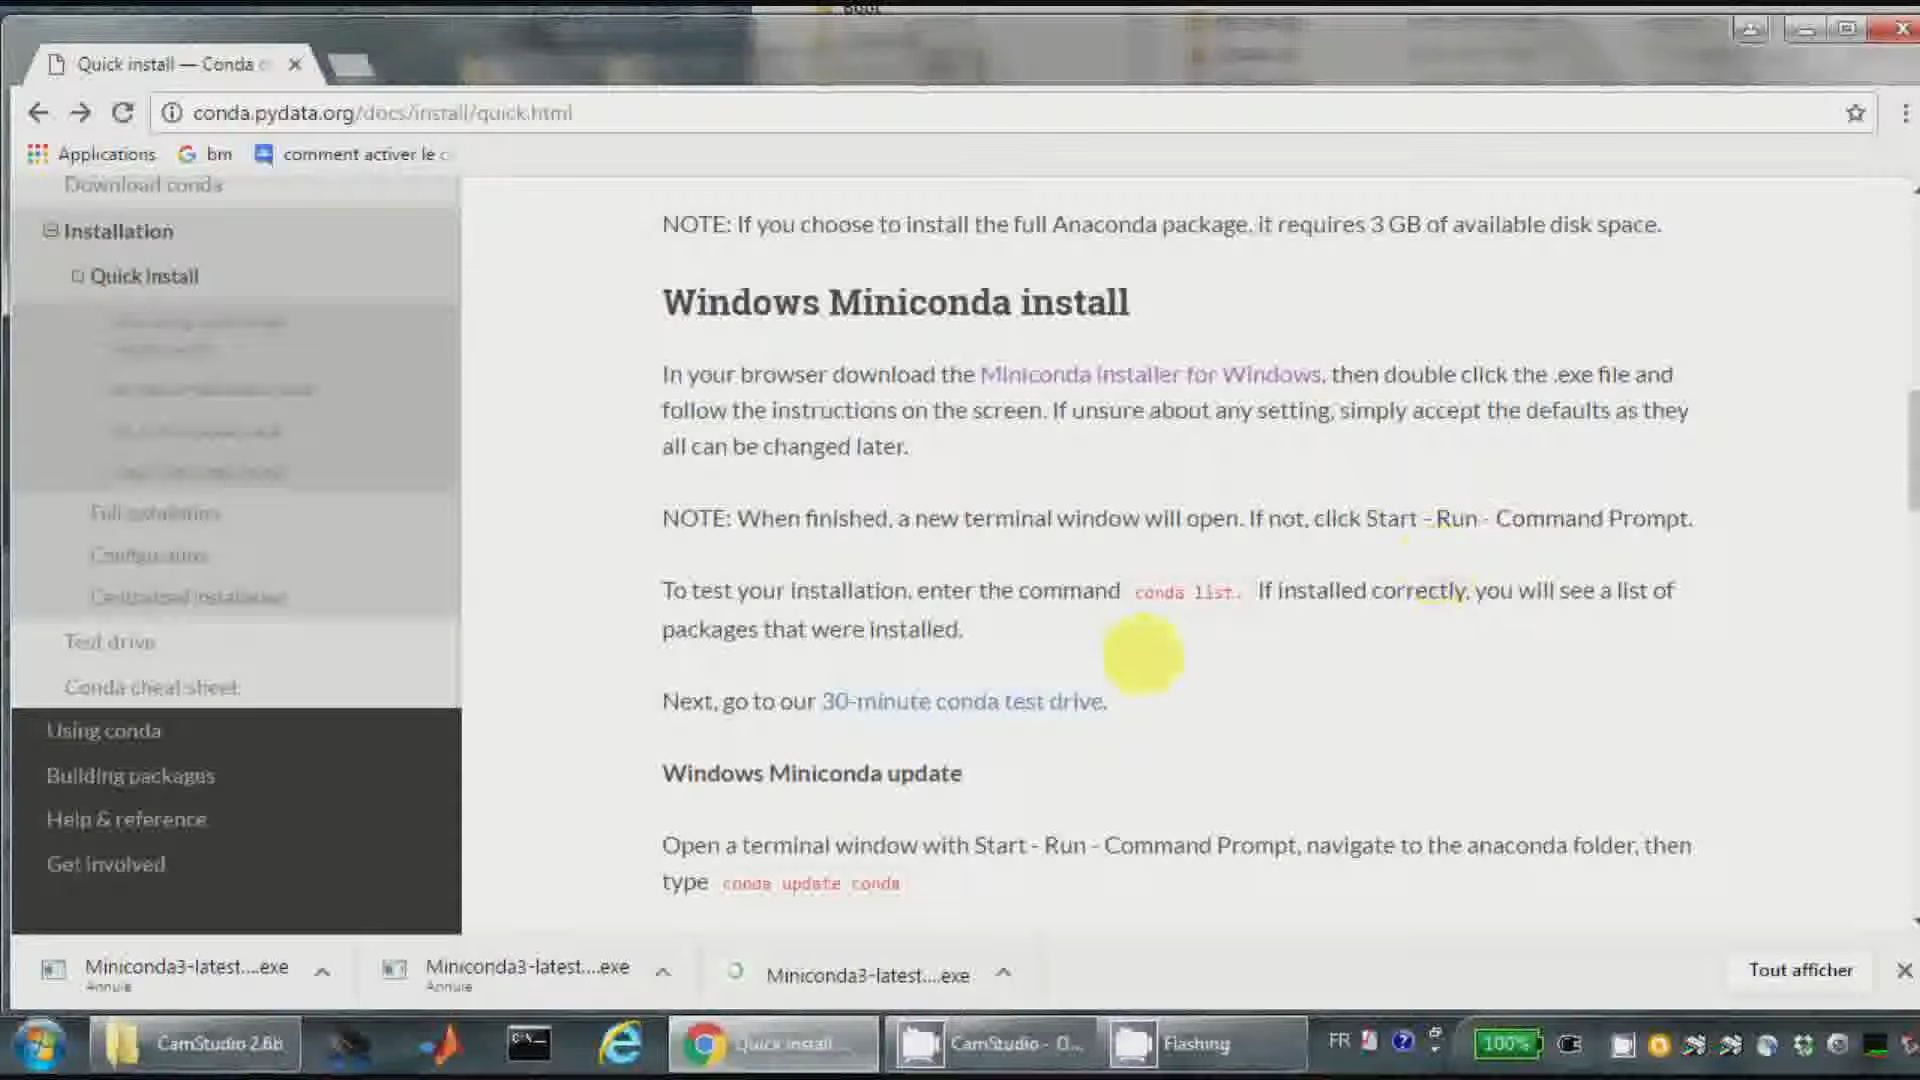 Boot
Quick install — Conda
conda.pydata.org/docs/install/quick.html
Applications
bm
comment activer le c
Download conda
Installation
Quick install
Full installation
Configuration
Centralized installation
Test drive
Conda cheat sheet
Using conda
Building packages
Help & reference
Get involved
NOTE: If you choose to install the full Anaconda package, it requires 3 GB of available disk space.
Windows Miniconda install
In your browser download the Miniconda installer for Windows, then double click the .exe file and
follow the instructions on the screen. If unsure about any setting, simply accept the defaults as they
all can be changed later.
NOTE: When finished, a new terminal window will open. If not, click Start - Run - Command Prompt.
To test your installation, enter the command conda list. If installed correctly, you will see a list of
packages that were installed.
Next, go to our 30-minute conda test drive.
Windows Miniconda update
Open a terminal window with Start - Run - Command Prompt, navigate to the anaconda folder, then
type conda update conda
Miniconda3-latest....exe
Annulé
Miniconda3-latest....exe
Annulé
Miniconda3-latest....exe
Tout afficher
CamStudio 2.6b
Quick install...
CamStudio - O...
Flashing
FR
100%